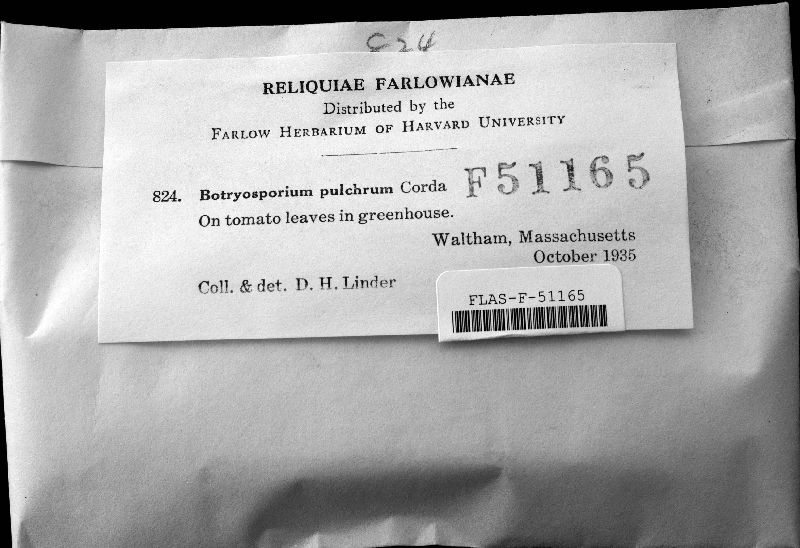 C24
RELIQUIAE FARLOWIANAE
Distributed by the
FARLOW HERBARIUM OF HARVARD UNIVERSITY
824. Botryosporium pulchrum Corda F51165
On tomato leaves in greenhouse.
Waltham, Massachusetts
October 1935
Coll. & det. D. H. Linder
FLAS-F-51165